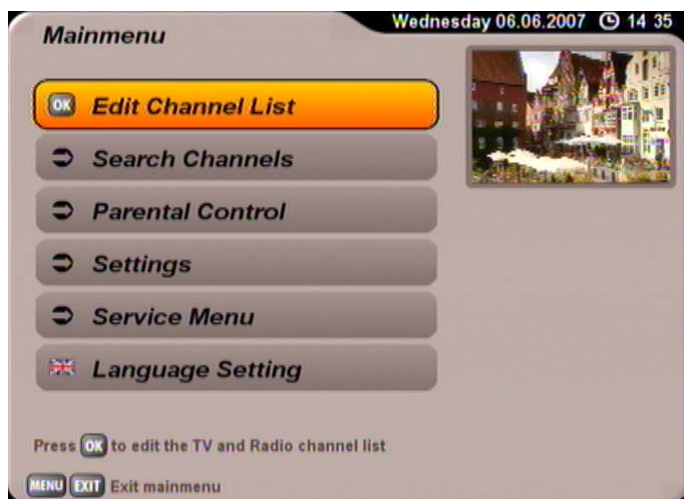 Mainmenu
Wednesday 06.06.2007 14 35
OK Edit Channel List
Search Channels
Parental Control
Settings
Service Menu
Language Setting
Press OK to edit the TV and Radio channel list
MENU EXIT Exit mainmenu